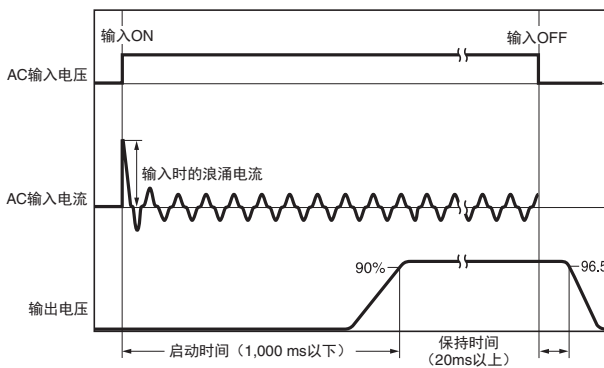 输入ON
输入OFF
AC输入电压
输入时的浪涌电流
AC输入电流
90%
96.5
输出电压
启动时间（1,000 ms以下）
保持时间
（20ms以上）